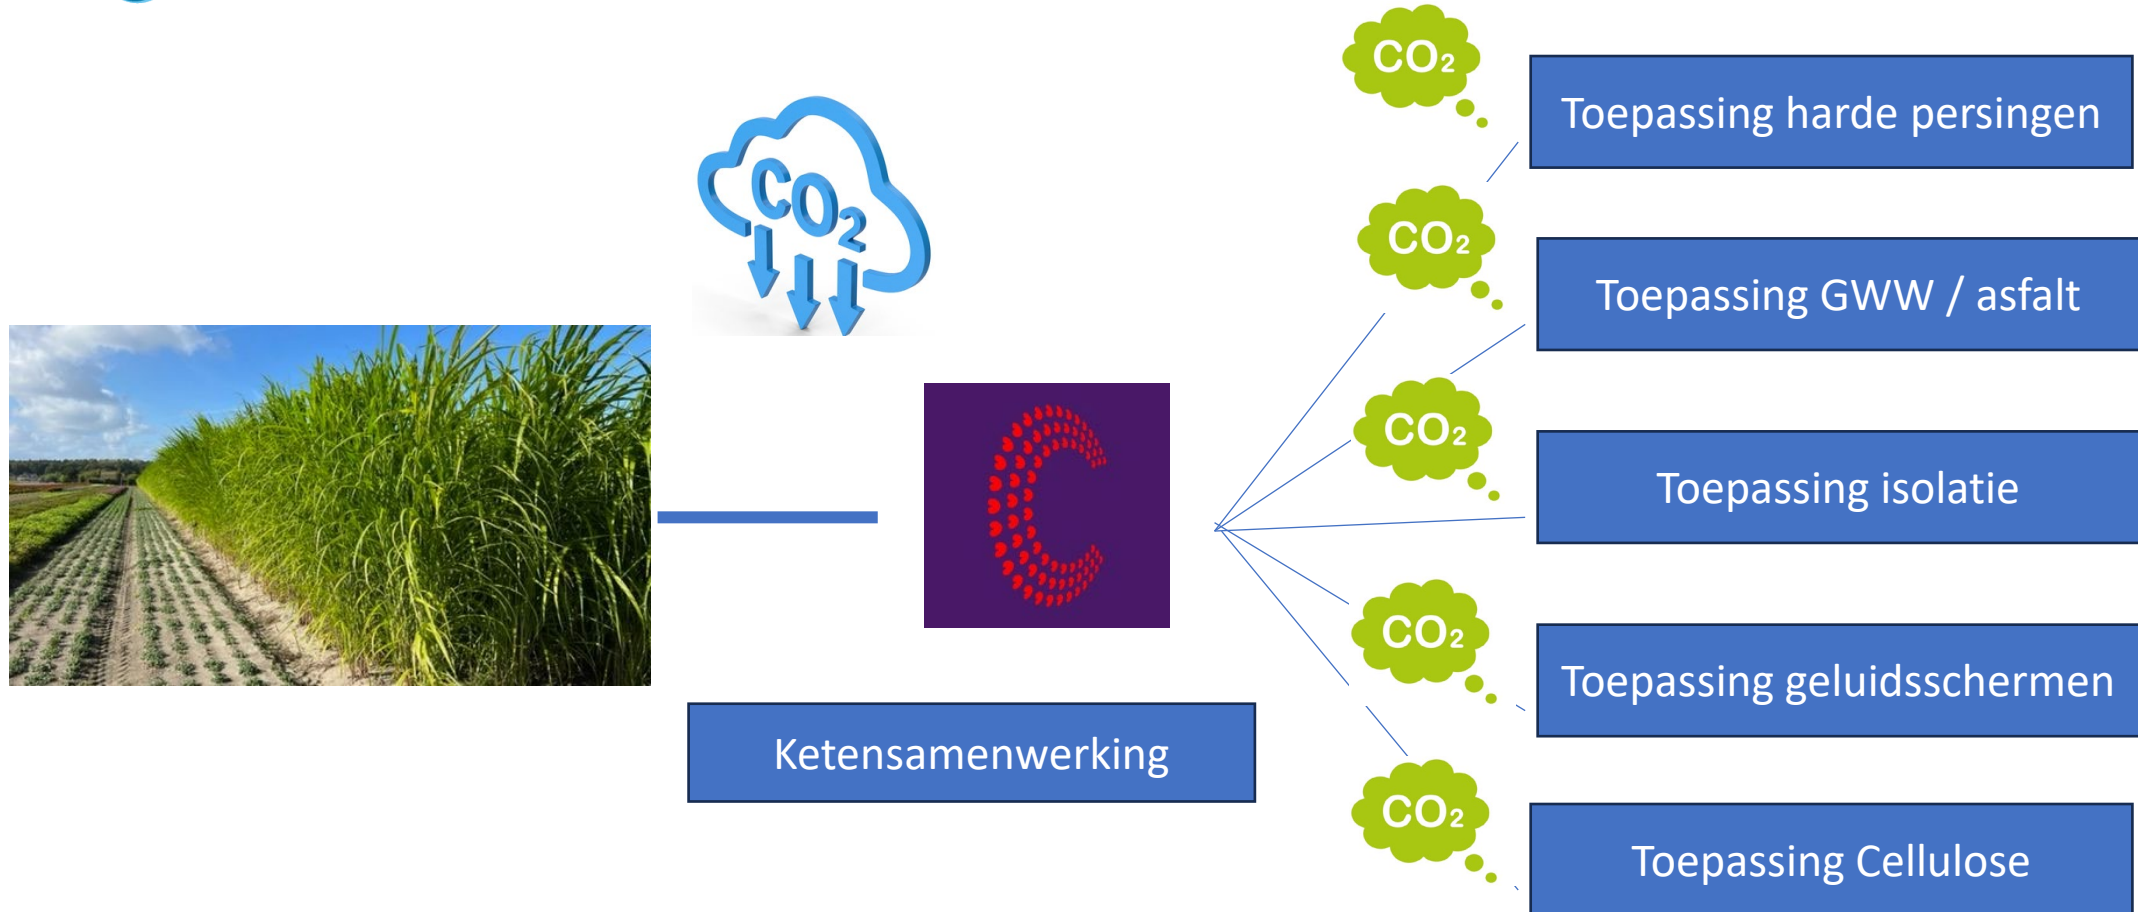 CO₂
Ketensamenwerking
CO₂
Toepassing harde persingen
CO₂
Toepassing GWW / asfalt
CO₂
Toepassing isolatie
CO₂
Toepassing geluidsschermen
CO₂
Toepassing Cellulose